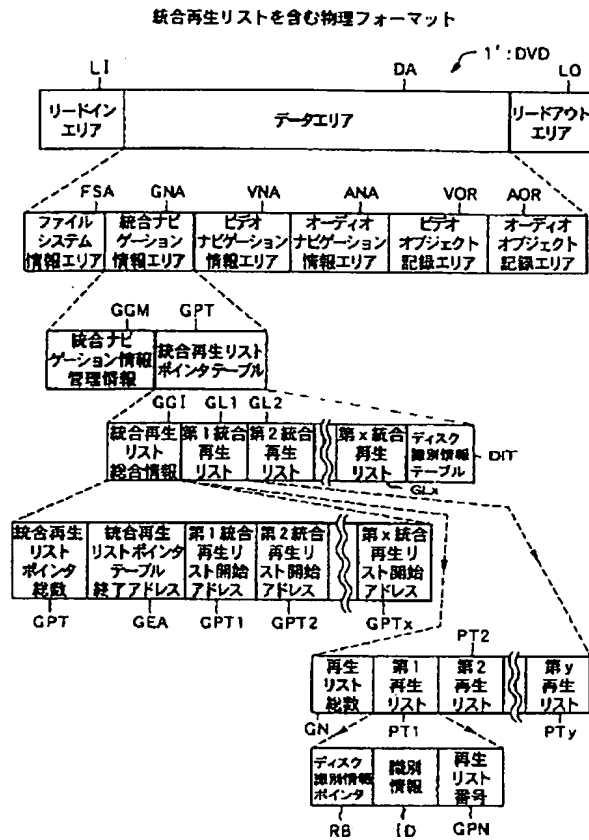 統合再生リストを含む物理フォーマット
1':DVD
LI
DA
LO
リードイン
エリア
データエリア
リードアウト
エリア
FSA
GNA
VNA
ANA
VOR
AOR
ファイル
システム
情報エリア
統合ナビ
ゲーション
情報エリア
ビデオ
ナビゲーション
情報エリア
オーディオ
ナビゲーション
情報エリア
ビデオ
オブジェクト
記録エリア
オーディオ
オブジェクト
記録エリア
GGM
GPT
統合ナビ
ゲーション情報
管理情報
統合再生リスト
ポインタテーブル
GGI
GL1
GL2
統合再生
リスト
総合情報
第1統合
再生
リスト
第2統合
再生
リスト
第x統合
再生
リスト
ディスク
識別情報
テーブル
DIT
GLx
統合再生
リスト
ポインタ
総数
統合再生
リストポインタ
テーブル
終了アドレス
第1統合
再生リ
スト開始
アドレス
第2統合
再生リ
スト開始
アドレス
第x統合
再生リ
スト開始
アドレス
GPT
GEA
GPT1
GPT2
GPTx
PT2
再生
リスト
総数
第1
再生
リスト
第2
再生
リスト
第y
再生
リスト
GN
PT1
PTy
ディスク
識別情報
ポインタ
識別
情報
再生
リスト
番号
RB
ID
GPN